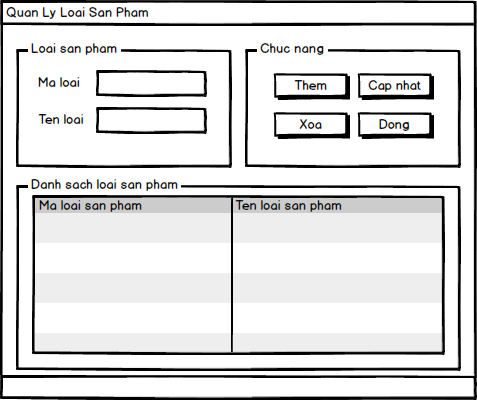 Quan Ly Loai San Pham
Loai san pham
Ma loai
Ten loai
Chuc nang
Them
Cap nhat
Xoa
Dong
Danh sach loai san pham
Ma loai san pham
Ten loai san pham